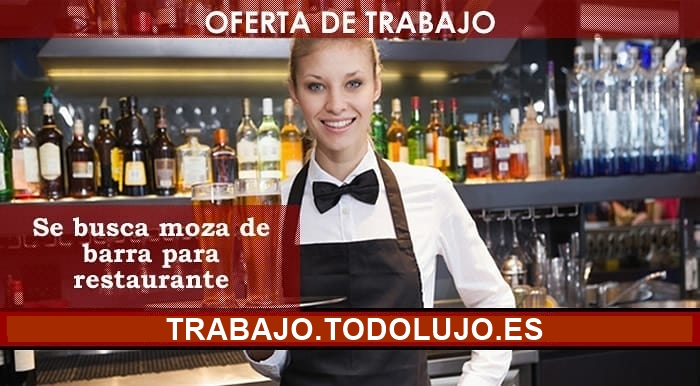 OFERTA DE TRABAJO
Se busca moza de
barra para
restaurante
TRABAJO.TODOLUJO.ES